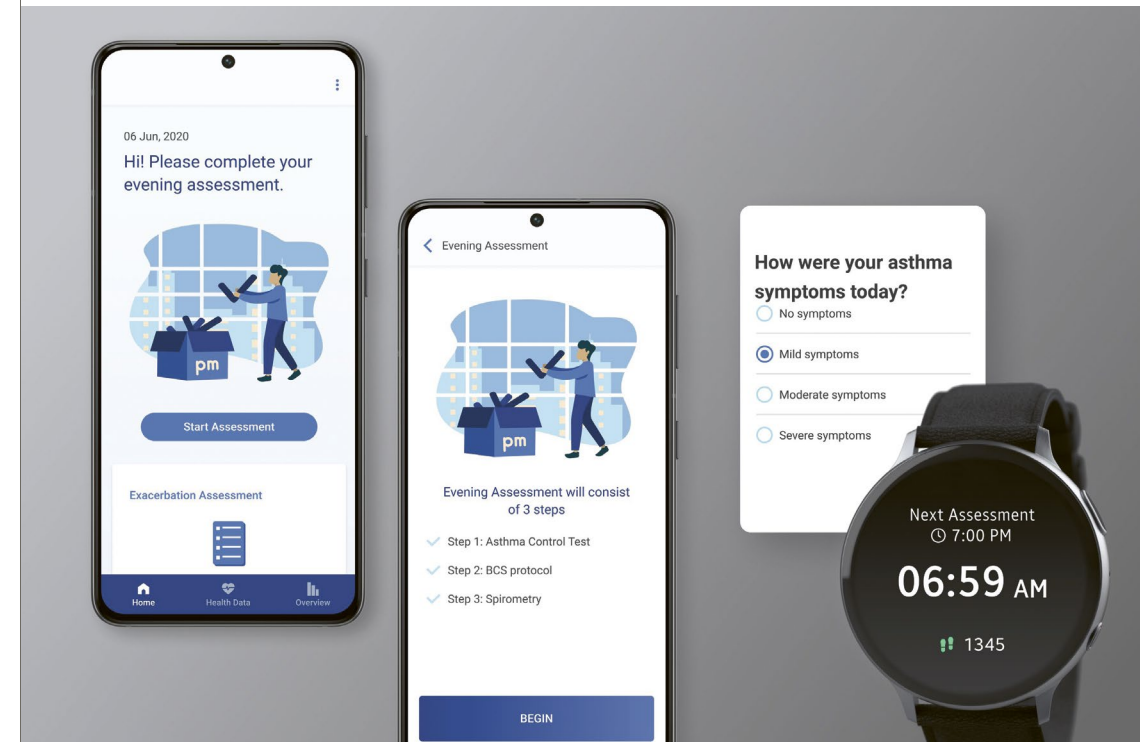 06 Jun, 2020
Hi! Please complete your
evening assessment.
pm
Start Assessment
Exacerbation Assessment
Home
Health Data
Overview
Evening Assessment
pm
Evening Assessment will consist
of 3 steps
Step 1: Asthma Control Test
Step 2: BCS protocol
Step 3: Spirometry
BEGIN
How were your asthma
symptoms today?
No symptoms
Mild symptoms
Moderate symptoms
Severe symptoms
Next Assessment
7:00 PM
06:59 AM
1345